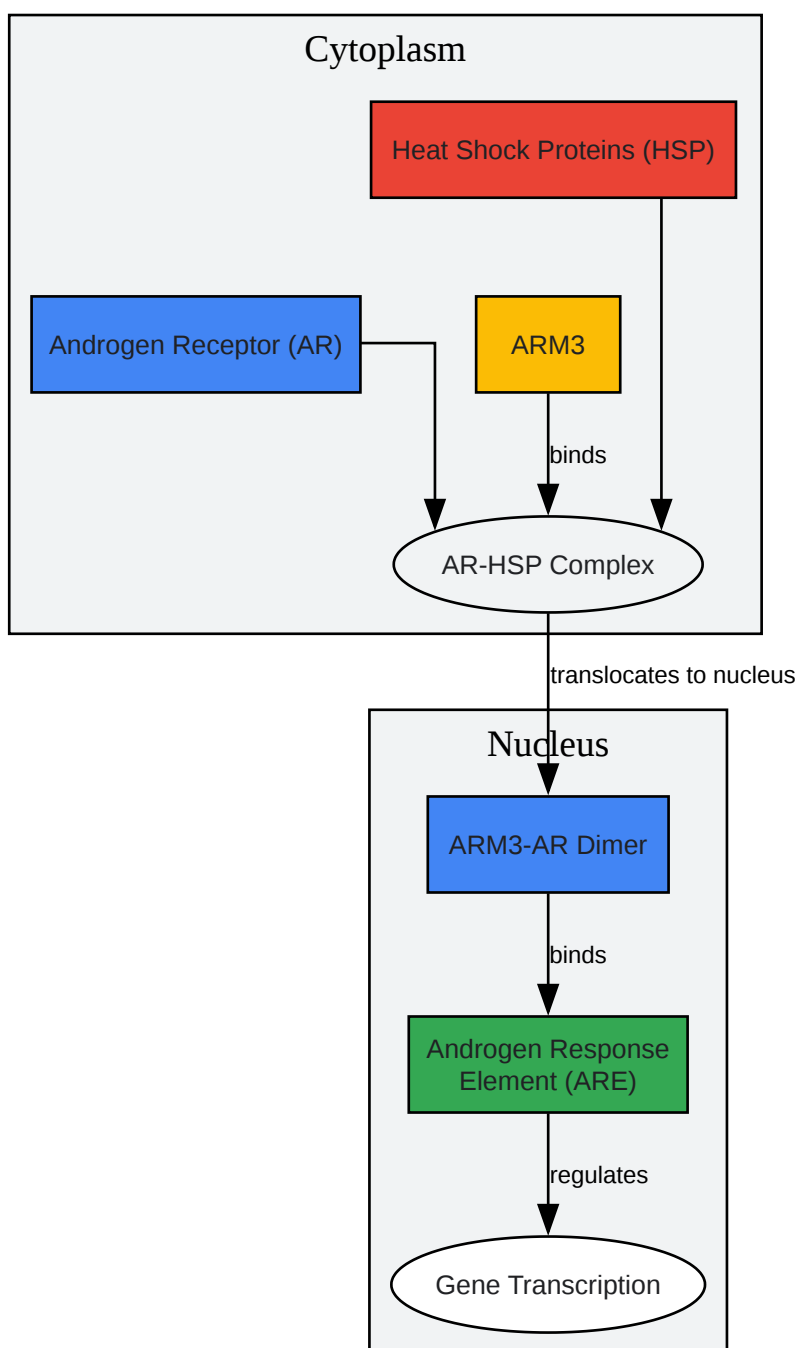 Cytoplasm
Heat Shock Proteins (HSP)
Androgen Receptor (AR)
ARM3
binds
AR-HSP Complex
translocates to nucleus
Nucleus
ARM3-AR Dimer
binds
Androgen Response
Element (ARE)
regulates
Gene Transcription